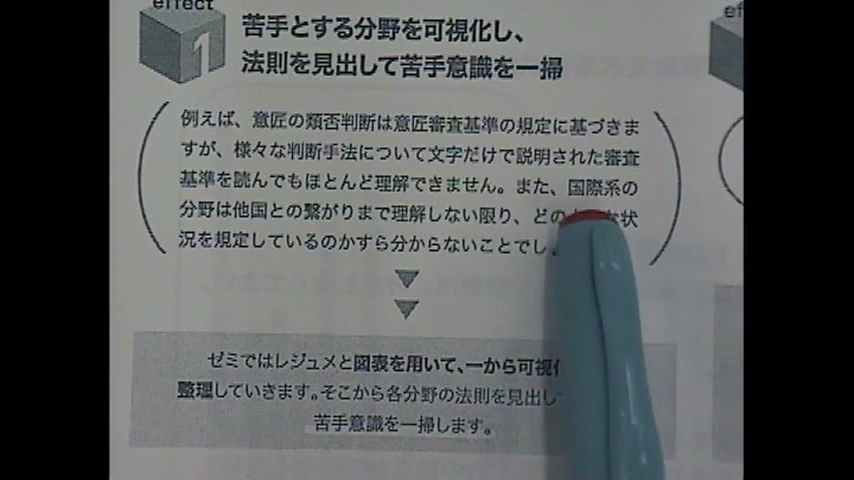 effect
1
苦手とする分野を可視化し、
法則を見出して苦手意識を一掃
例えば、意匠の類否判断は意匠審査基準の規定に基づきま
すが、様々な判断手法について文字だけで説明された審査
基準を読んでもほとんど理解できません。また、国際系の
分野は他国との繋がりまで理解しない限り、どの
状
況を規定しているのかすら分からないことでし
ゼミではレジュメと図表を用いて、一から可視
整理していきます。そこから各分野の法則を見出し
苦手意識を一掃します。
ef